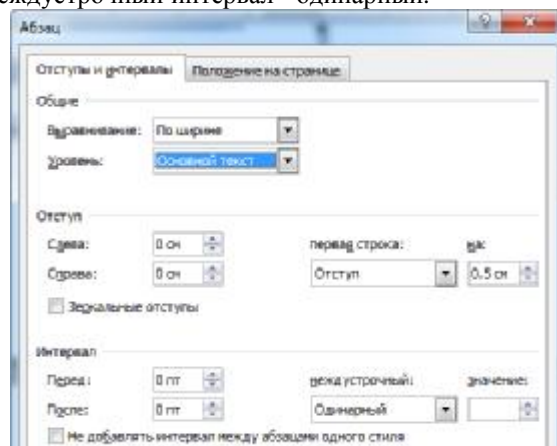 междустрочный интервал - одинарный.
Абзац
Отступы и интервалы Положение на странице
Общие
Выравнивание: По ширине
Уровень: Основной текст
Отступ
Слева: 0 см первая строка: на:
Справа: 0 см Отступ 0,5 см
Зеркальные отступы
Интервал
Перед: 0 пт междустрочный: значение:
После: 0 пт Одинарный
Не добавлять интервал между абзацами одного стиля